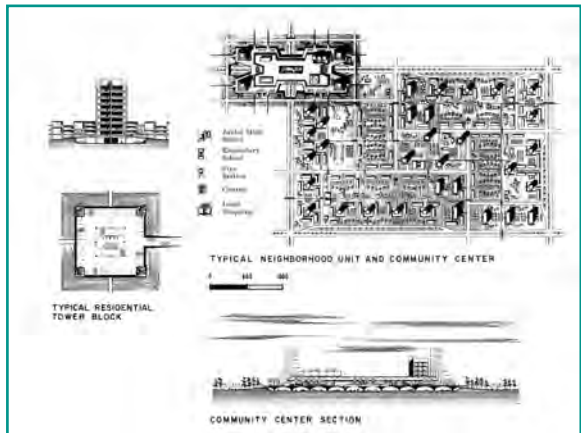 Junior High
School
Elementary
School
Fire
Station
Local
Shopping
TYPICAL NEIGHBORHOOD UNIT AND COMMUNITY CENTER
0
TYPICAL RESIDENTIAL
TOWER BLOCK
COMMUNITY CENTER SECTION